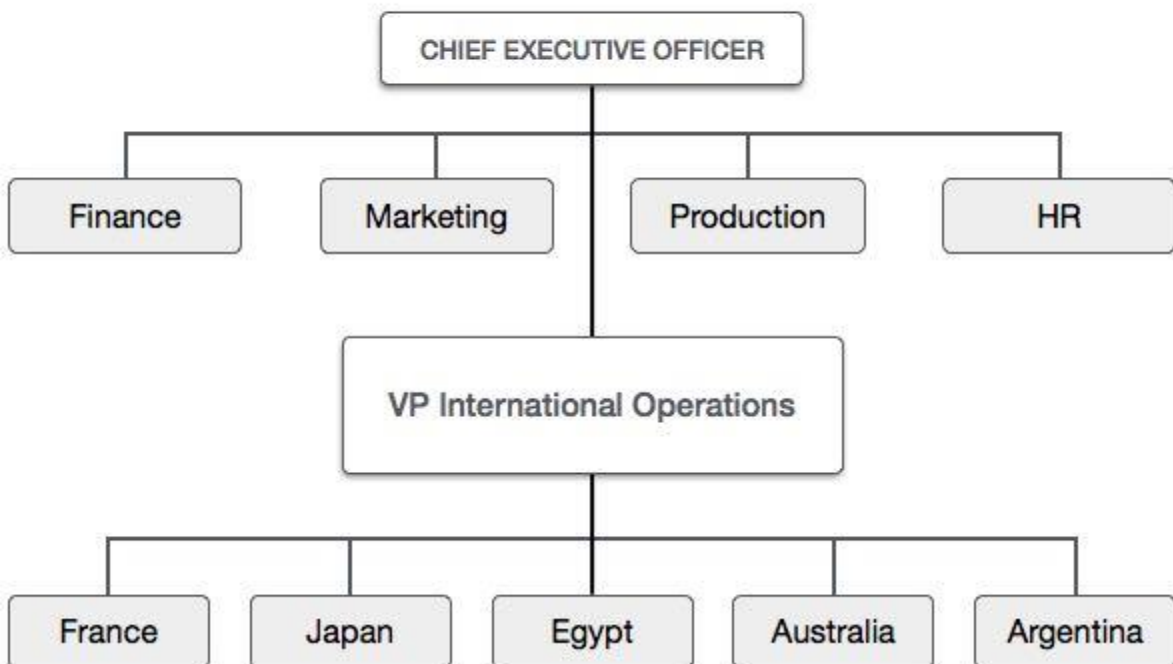 CHIEF EXECUTIVE OFFICER
Finance
Marketing
Production
HR
VP International Operations
France
Japan
Egypt
Australia
Argentina